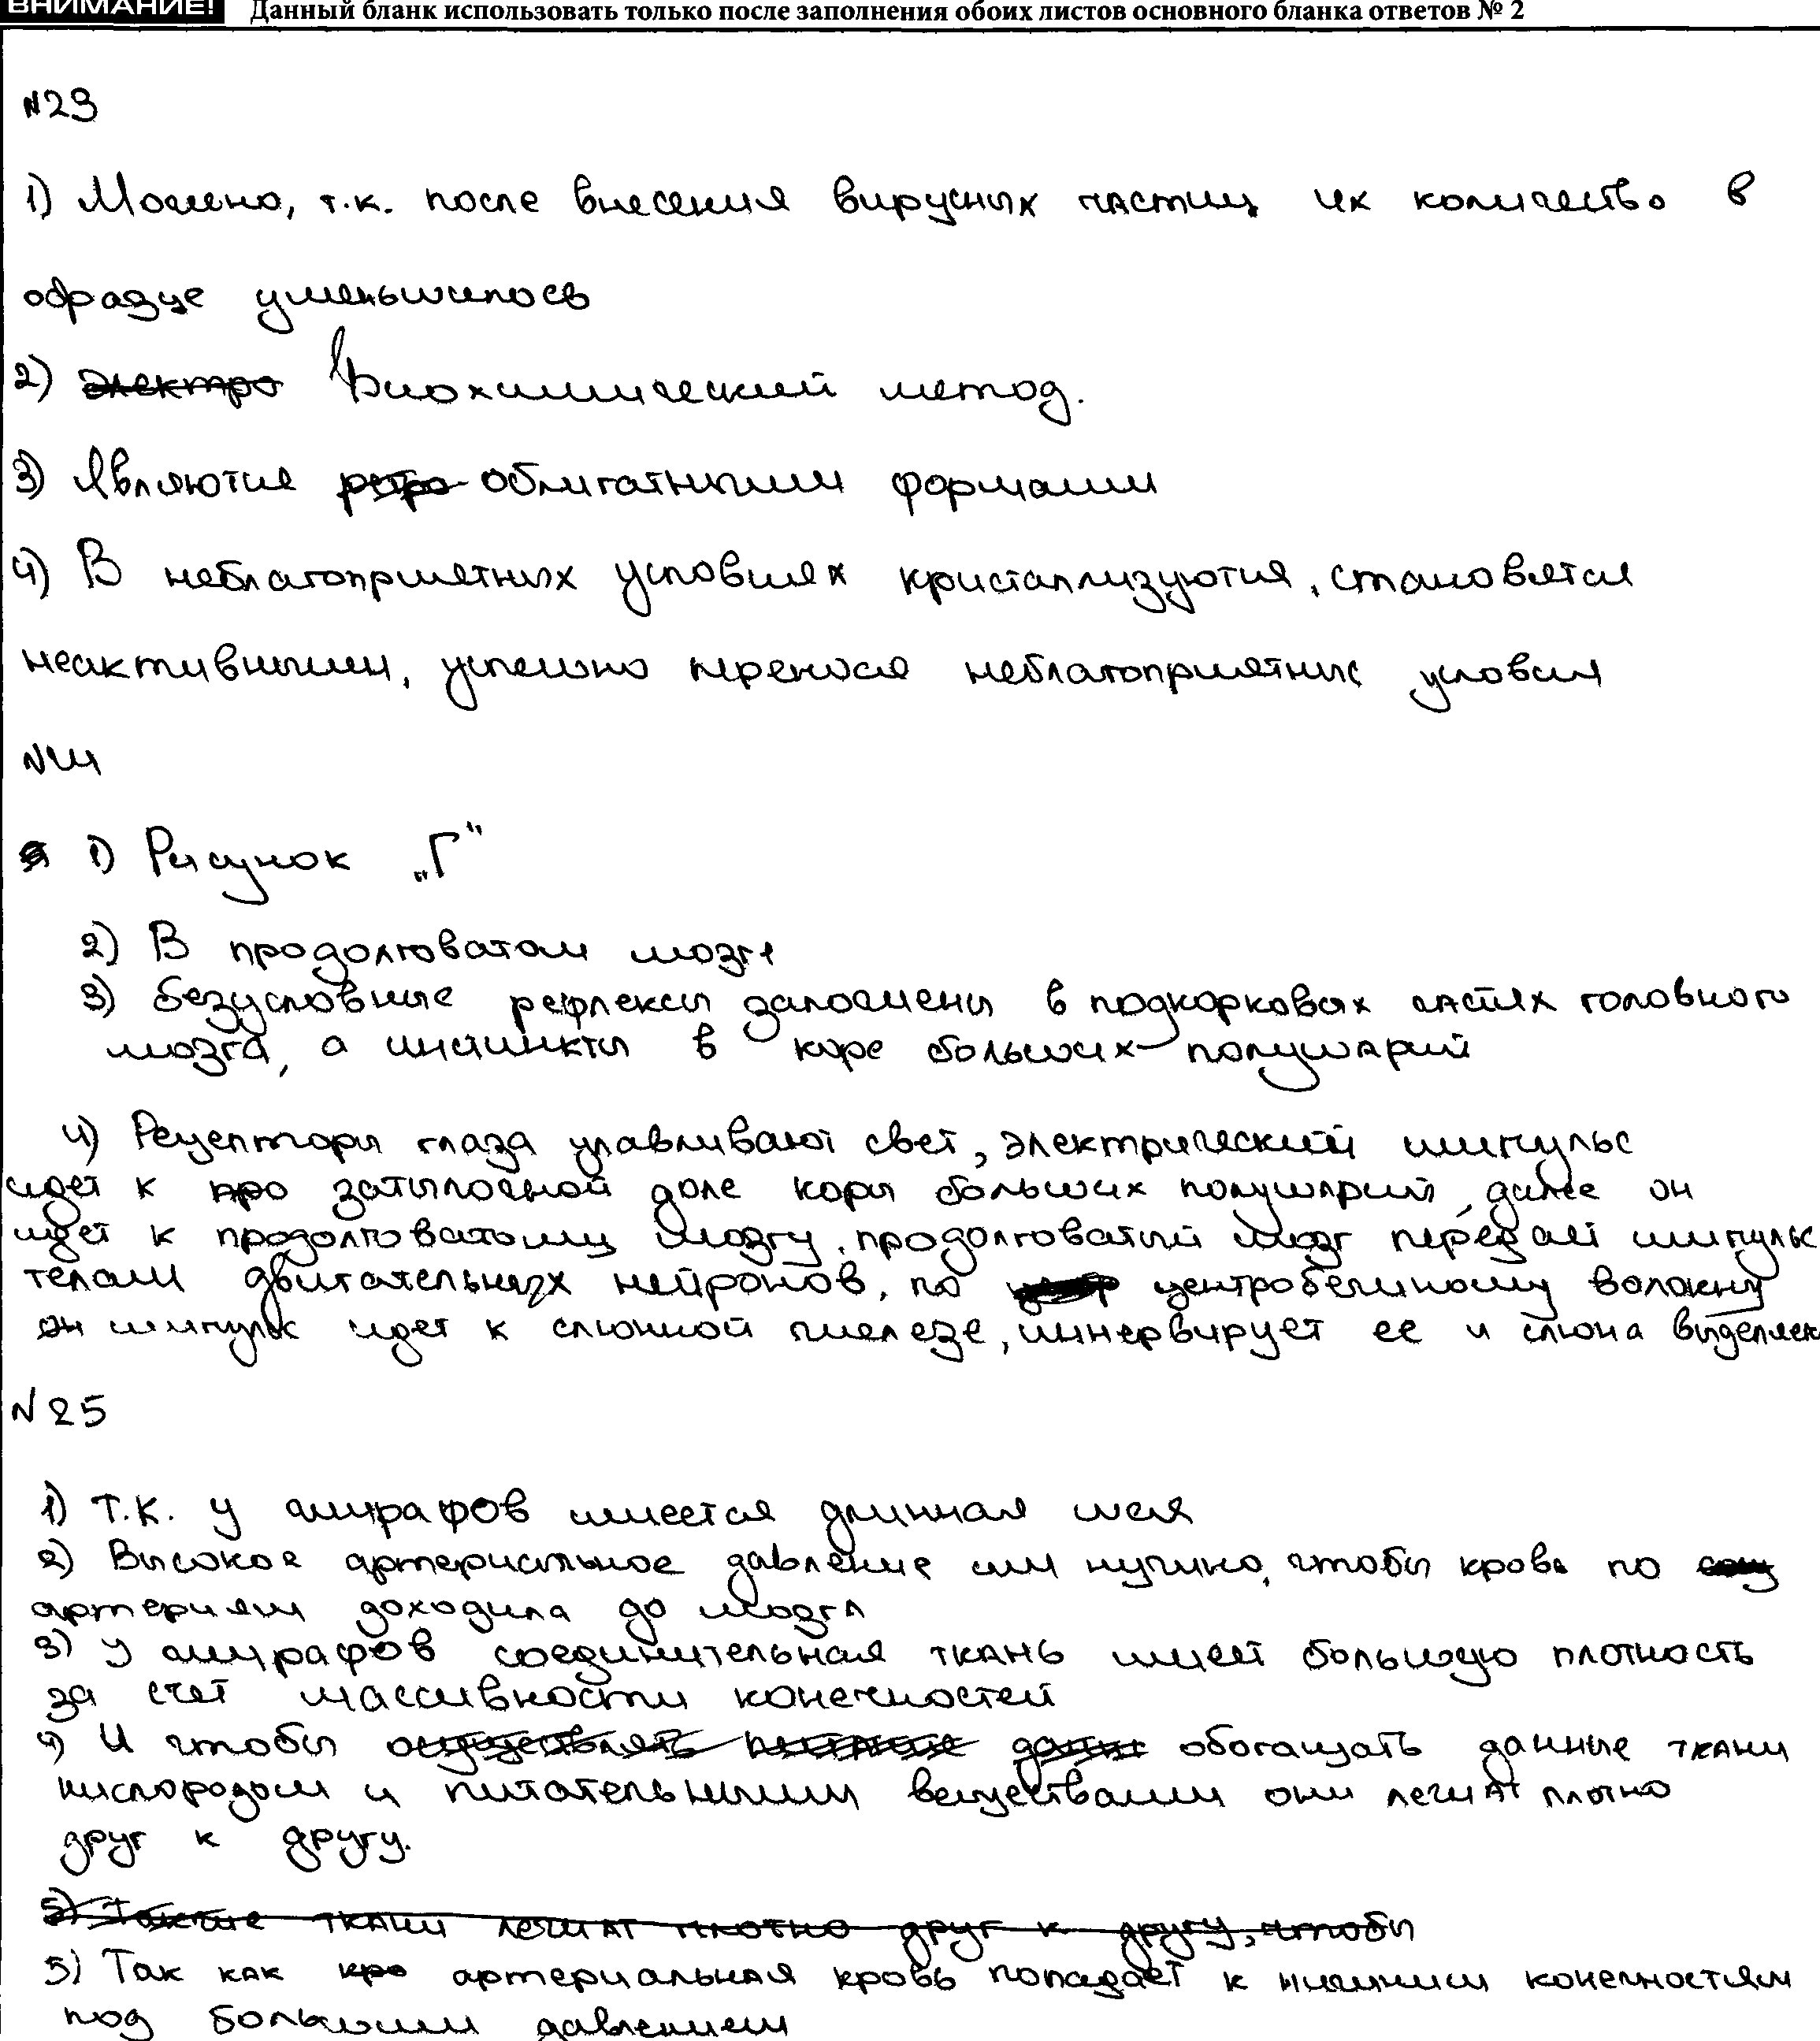 ВНИМАНИЕ! Данный бланк использовать только после заполнения обоих листов основного бланка ответов № 2
№23
1) Можно, т.к. после внесения вирусных частиц их количество в
образце уменьшилось
2) электро Биохимический метод.
3) Являются ретро облигатными формами
4) В неблагоприятных условиях кристаллизуются, становятся
неактивными, успешно перенося неблагоприятные условия
№24
1) Рисунок „Г"
2) В продолговатом мозге
3) Безусловные рефлексы заложены в подкорковых частях головного
мозга, а инстинкты в коре больших полушарий
4) Рецепторы глаза улавливают свет, электрический импульс
идет к про затылочной доле коры больших полушарий, далее он
идет к продолговатому мозгу, продолговатый мозг передает импульс
телам двигательных нейронов, по центробежному волокну
он импульс идет к слюнной железе, иннервирует ее и слюна выделяется
№25
1) Т.к. у жирафов имеется длинная шея
2) Высокое артериальное давление им нужно, чтобы кровь по
артериям доходила до мозга
3) У жирафов соединительная ткань имеет большую плотность
за счет массивности конечностей
4) И чтобы осуществлять питание данные обогащать данные ткани
кислородом и питательными веществами они лежат плотно
друг к другу.
5) Такие ткани лежат плотно друг к другу, чтобы
5) Так как кро артериальная кровь попадает к нижним конечностям
под большим давлением